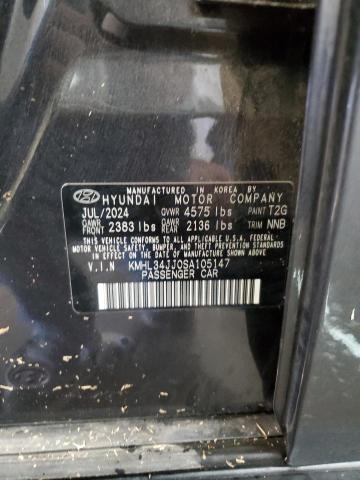 MANUFACTURED IN KOREA BY
HYUNDAI MOTOR COMPANY
JUL/2024 GVWR 4575 lbs PAINT T2G
GAWR FRONT 2383 lbs GAWR REAR 2136 lbs TRIM NNB
THIS VEHICLE CONFORMS TO ALL APPLICABLE U.S.A. FEDERAL
MOTOR VEHICLE SAFETY, BUMPER, AND THEFT PREVENTION
STANDARDS IN EFFECT ON THE DATE OF MANUFACTURE SHOWN ABOVE.
V.I.N KMHL34JJ0SA105147
PASSENGER CAR